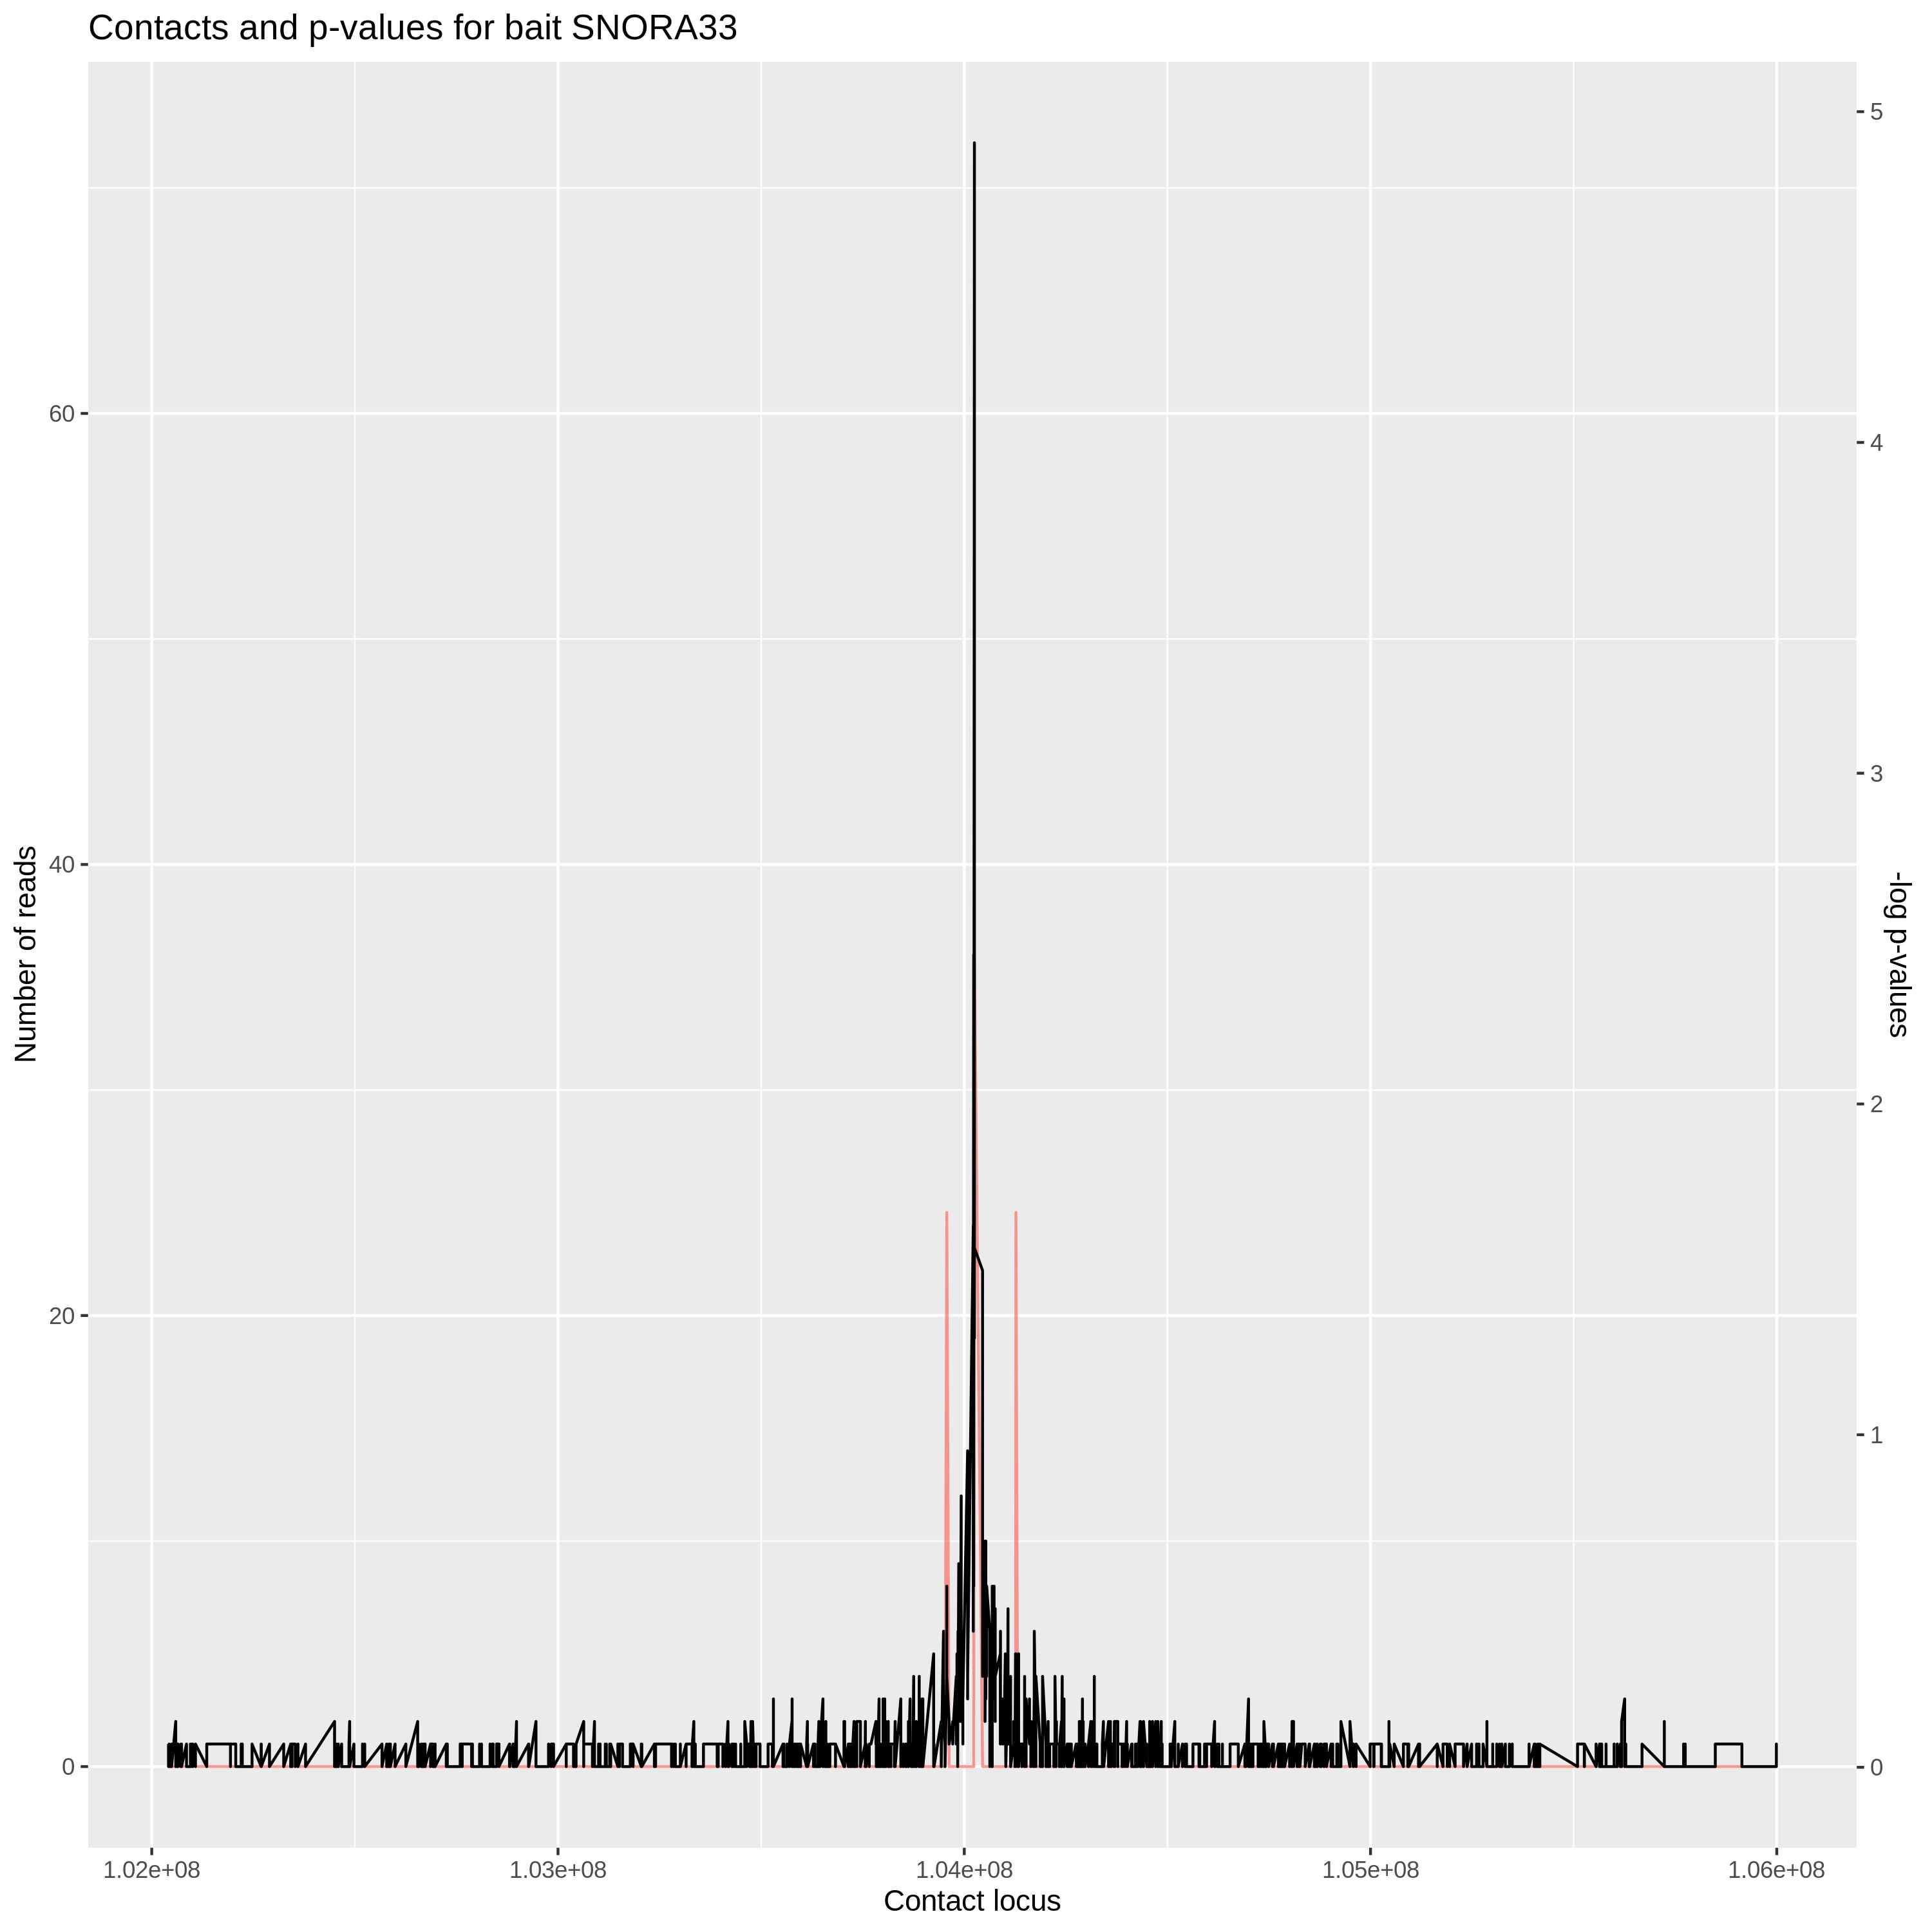 Contacts and p-values for bait SNORA33
Number of reads
60
40
20
0
5
4
3
2
1
0
-log p-values
1.02e+08 1.03e+08 1.04e+08 1.05e+08 1.06e+08
Contact locus